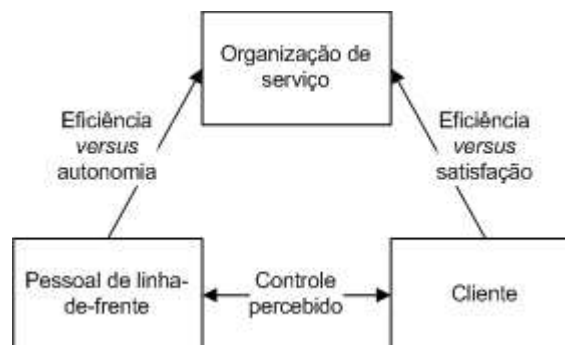 Organização de
serviço
Eficiência
versus
autonomia
Eficiência
versus
satisfação
Pessoal de linha-
de-frente
Controle
percebido
Cliente